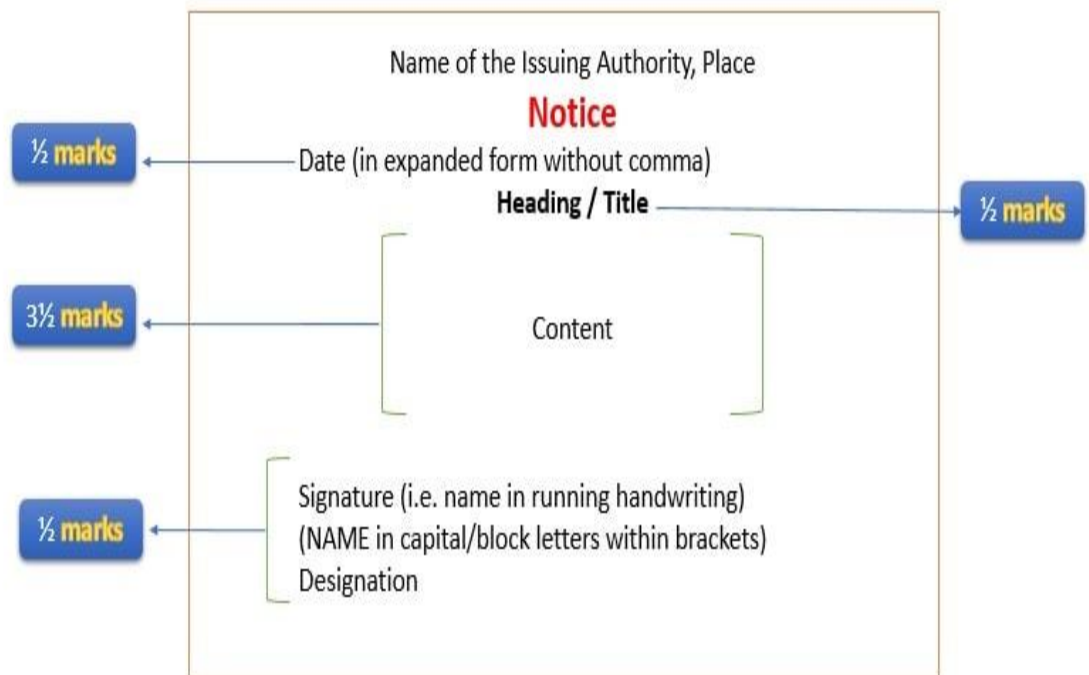 Name of the Issuing Authority, Place
Notice
½ marks
Date (in expanded form without comma)
Heading / Title
½ marks
3½ marks
Content
Signature (i.e. name in running handwriting)
½ marks
(NAME in capital/block letters within brackets)
Designation